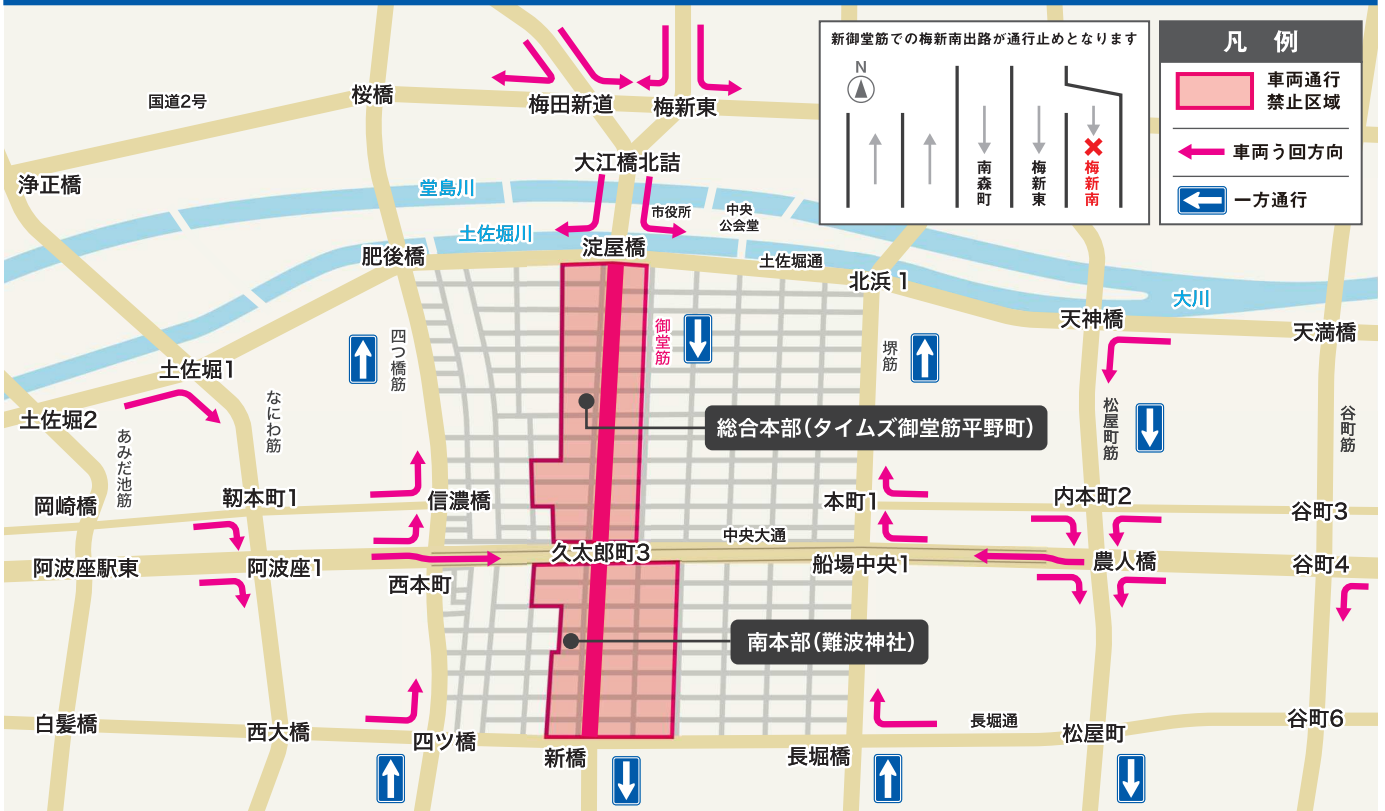 新御堂筋での梅新南出路が通行止めとなります
N
南森町
梅新東
梅新南
凡 例
車両通行
禁止区域
車両う回方向
一方通行
国道2号
桜橋
梅田新道
梅新東
大江橋北詰
浄正橋
堂島川
市役所
中央
公会堂
土佐堀川
淀屋橋
肥後橋
土佐堀通
北浜1
大川
天神橋
天満橋
御堂筋
四つ橋筋
堺筋
土佐堀1
なにわ筋
土佐堀2
あみだ池筋
松屋町筋
谷町筋
総合本部(タイムズ御堂筋平野町)
岡崎橋
靭本町1
信濃橋
本町1
内本町2
谷町3
中央大通
久太郎町3
阿波座駅東
阿波座1
西本町
船場中央1
農人橋
谷町4
南本部(難波神社)
白髪橋
西大橋
四ツ橋
新橋
長堀橋
長堀通
松屋町
谷町6